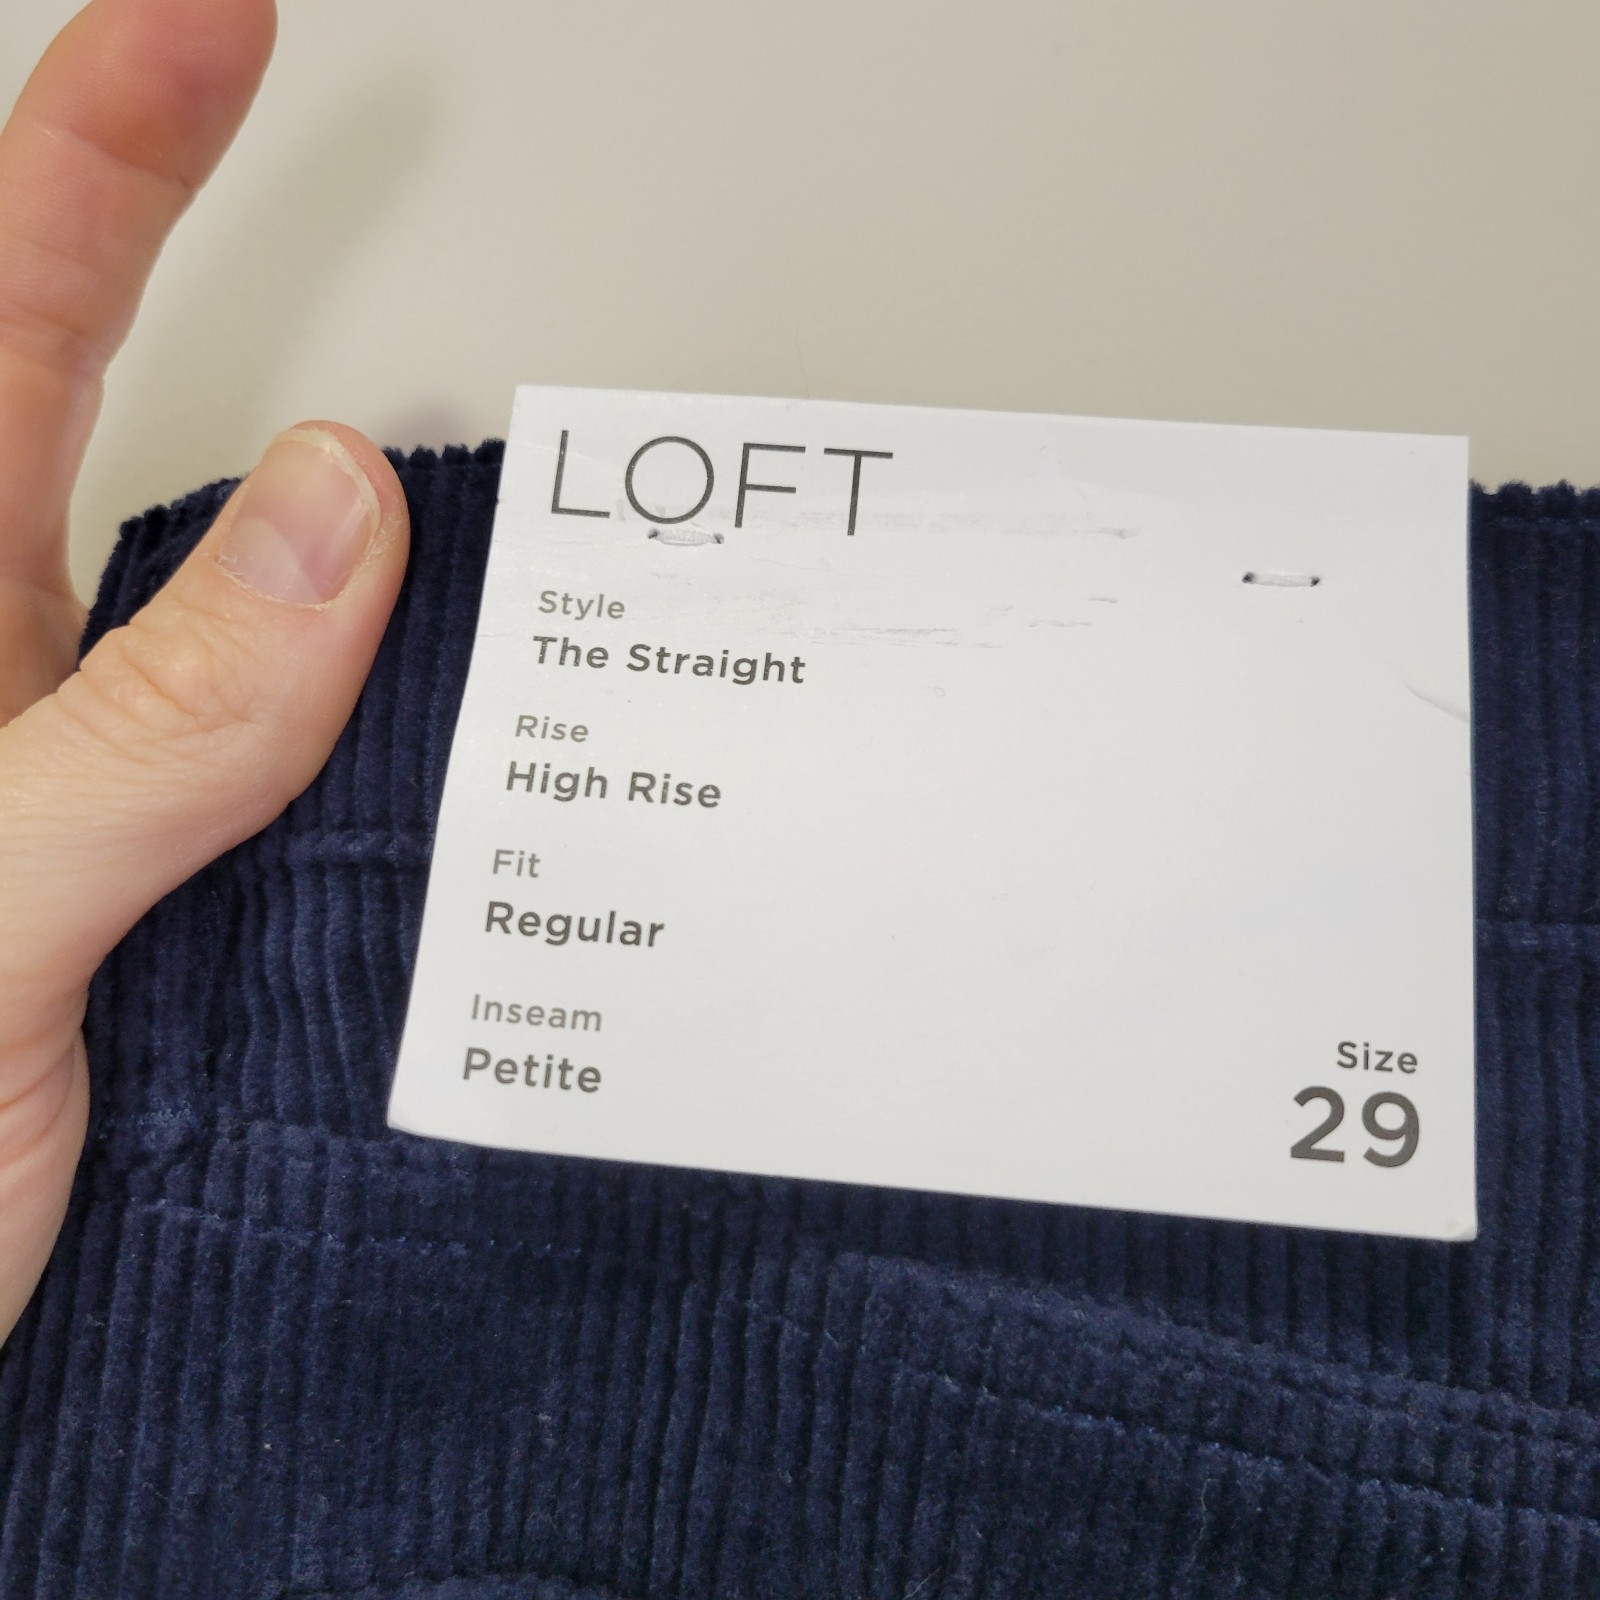 LOFT
Style
The Straight
Rise
High Rise
Fit
Regular
Inseam
Petite
Size
29